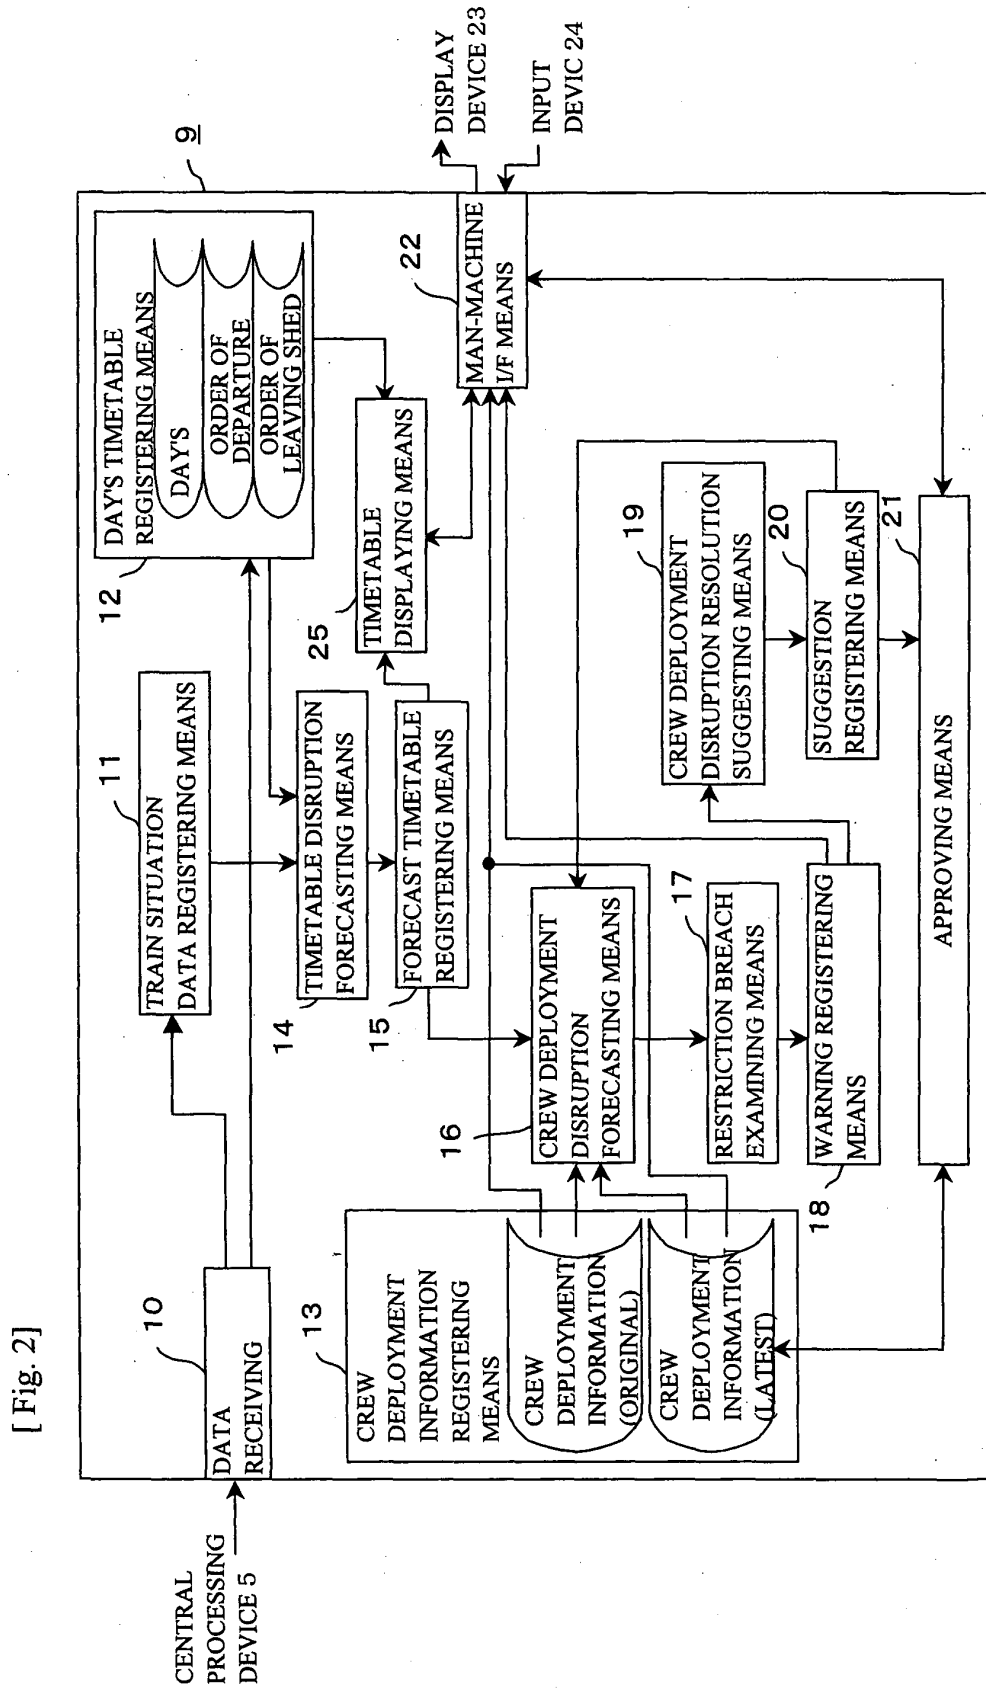 [Fig. 2]
CENTRAL
PROCESSING
DEVICE 5
10
DATA
RECEIVING
11
TRAIN SITUATION
DATA REGISTERING MEANS
12
DAY'S TIMETABLE
REGISTERING MEANS
DAY'S
ORDER OF
DEPARTURE
ORDER OF
LEAVING SHED
9
14
TIMETABLE DISRUPTION
FORECASTING MEANS
15
FORECAST TIMETABLE
REGISTERING MEANS
25
TIMETABLE
DISPLAYING MEANS
22
MAN-MACHINE
I/F MEANS
DISPLAY
DEVICE 23
INPUT
DEVIC 24
13
CREW
DEPLOYMENT
INFORMATION
REGISTERING
MEANS
CREW
DEPLOYMENT
INFORMATION
(ORIGINAL)
CREW
DEPLOYMENT
INFORMATION
(LATEST)
16
CREW DEPLOYMENT
DISRUPTION
FORECASTING MEANS
17
RESTRICTION BREACH
EXAMINING MEANS
18
WARNING REGISTERING
MEANS
19
CREW DEPLOYMENT
DISRUPTION RESOLUTION
SUGGESTING MEANS
20
SUGGESTION
REGISTERING MEANS
21
APPROVING MEANS